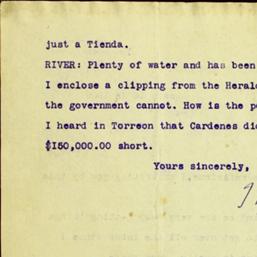 just a Tienda.
RIVER: Plenty of water and has been
I enclose a clipping from the Herald
the government cannot. How is the po
I heard in Torreon that Cardenes did
$150,000.00 short.
Yours sincerely,